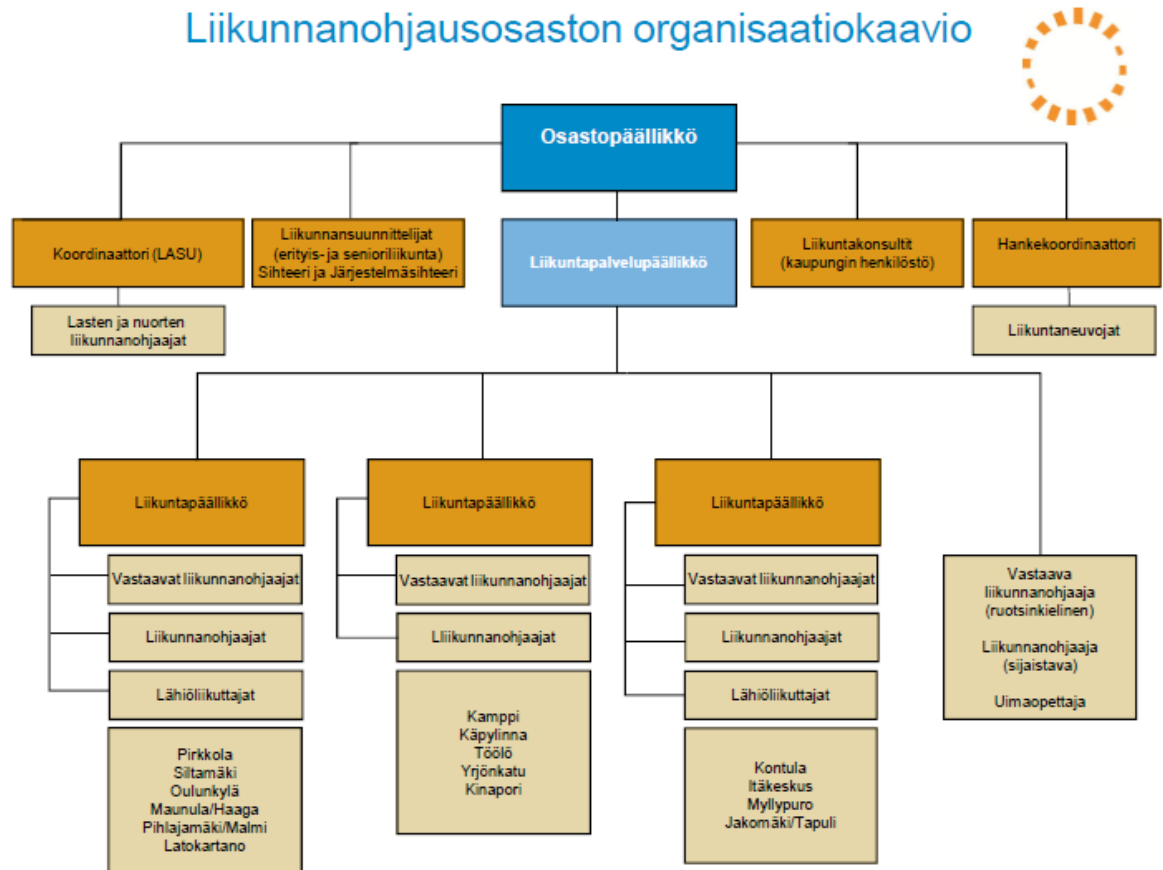 Liikunnanohjausosaston organisaatiokaavio
Osastopäällikkö
Koordinaattori (LASU)
Liikunnansuunnittelijat
(erityis- ja senioriliikunta)
Sihteeri ja Järjestelmäsihteeri
Liikuntapalvelupäällikkö
Liikuntakonsultit
(kaupungin henkilöstö)
Hankekoordinaattori
Lasten ja nuorten
liikunnanohjaajat
Liikuntaneuvojat
Liikuntapäällikkö
Vastaavat liikunnanohjaajat
Liikunnanohjaajat
Lähiöliikuttajat
Pirkkola
Siltamäki
Oulunkylä
Maunula/Haaga
Pihlajamäki/Malmi
Latokartano
Liikuntapäällikkö
Vastaavat liikunnanohjaajat
Lliikunnanohjaajat
Kamppi
Käpylinna
Töölö
Yrjönkatu
Kinapori
Liikuntapäällikkö
Vastaavat liikunnanohjaajat
Liikunnanohjaajat
Lähiöliikuttajat
Kontula
Itäkeskus
Myllypuro
Jakomäki/Tapuli
Vastaava
liikunnanohjaaja
(ruotsinkielinen)
Liikunnanohjaaja
(sijaistava)
Uimaopettaja